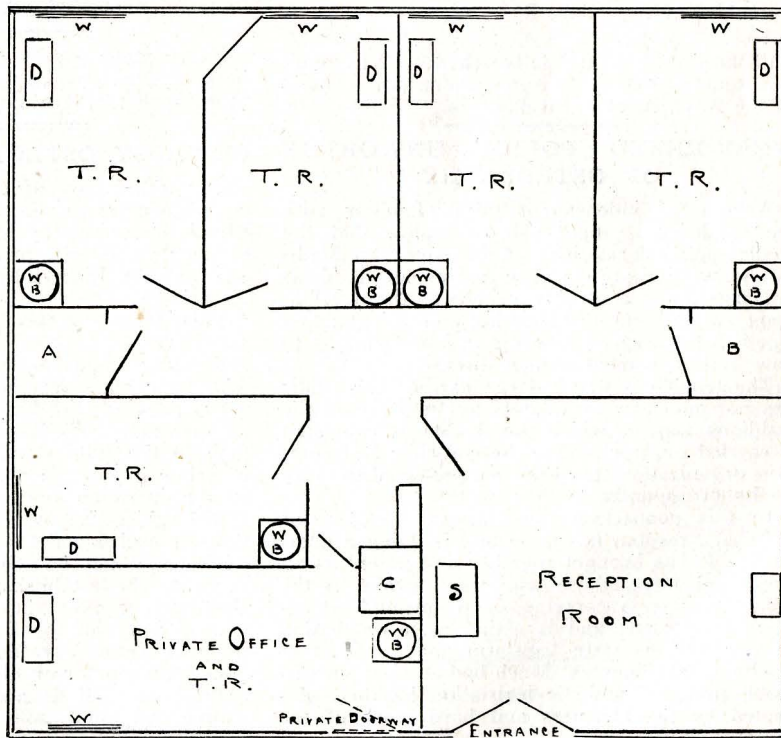 W W W W
D D D D
T. R. T. R. T. R. T. R.
W B W B W B W B
A B
T. R.
W
D
W B
C
S
RECEPTION
ROOM
D
PRIVATE OFFICE
AND
T. R.
W B
W
PRIVATE DOORWAY
ENTRANCE